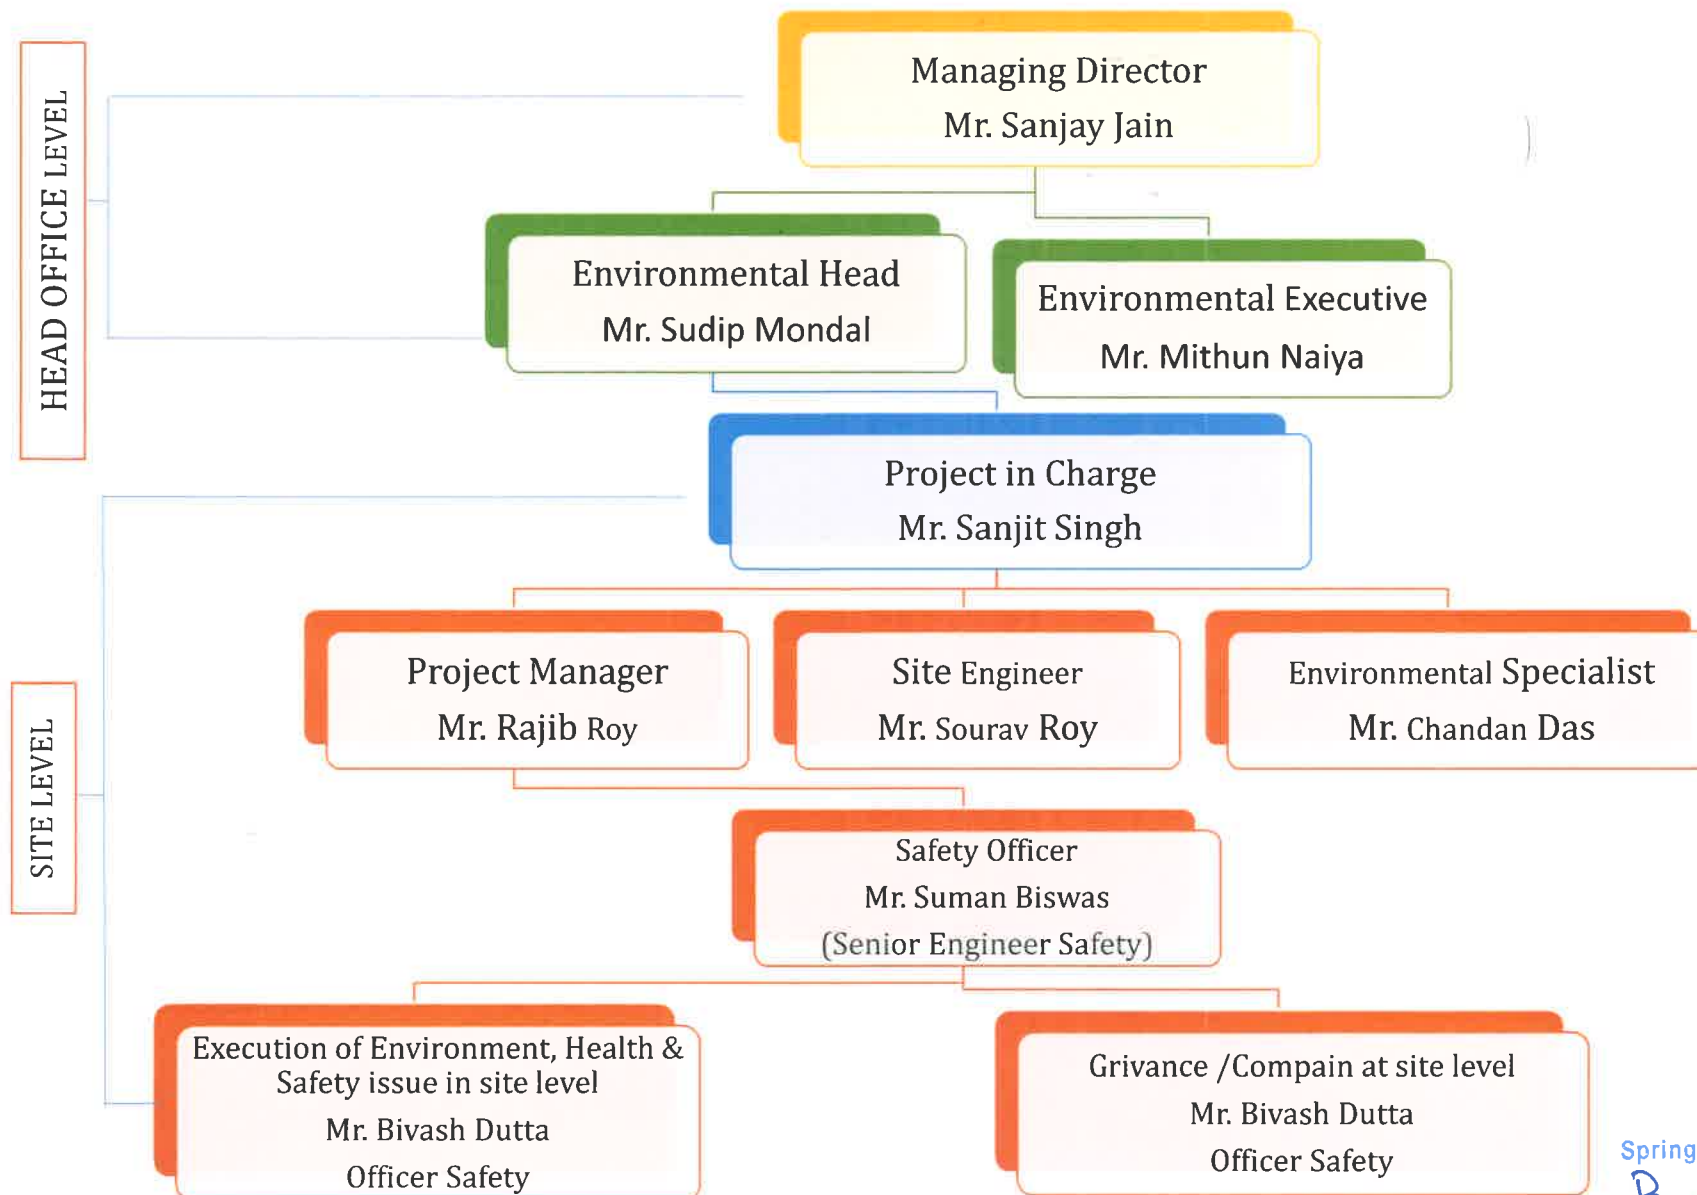 HEAD OFFICE LEVEL
Managing Director
Mr. Sanjay Jain
Environmental Head
Mr. Sudip Mondal
Environmental Executive
Mr. Mithun Naiya
Project in Charge
Mr. Sanjit Singh
SITE LEVEL
Project Manager
Mr. Rajib Roy
Site Engineer
Mr. Sourav Roy
Environmental Specialist
Mr. Chandan Das
Safety Officer
Mr. Suman Biswas
(Senior Engineer Safety)
Execution of Environment, Health &
Safety issue in site level
Mr. Bivash Dutta
Officer Safety
Grivance /Compain at site level
Mr. Bivash Dutta
Officer Safety
Spring